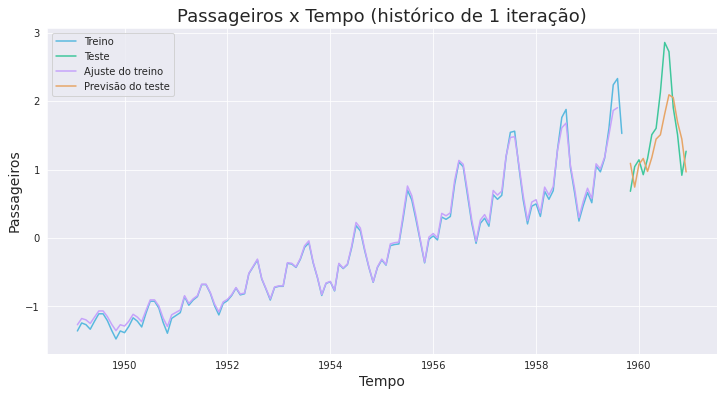 Passageiros x Tempo (histórico de 1 iteração)
Treino
Teste
Ajuste do treino
Previsão do teste
Passageiros
3
2
1
0
−1
1950 1952 1954 1956 1958 1960
Tempo